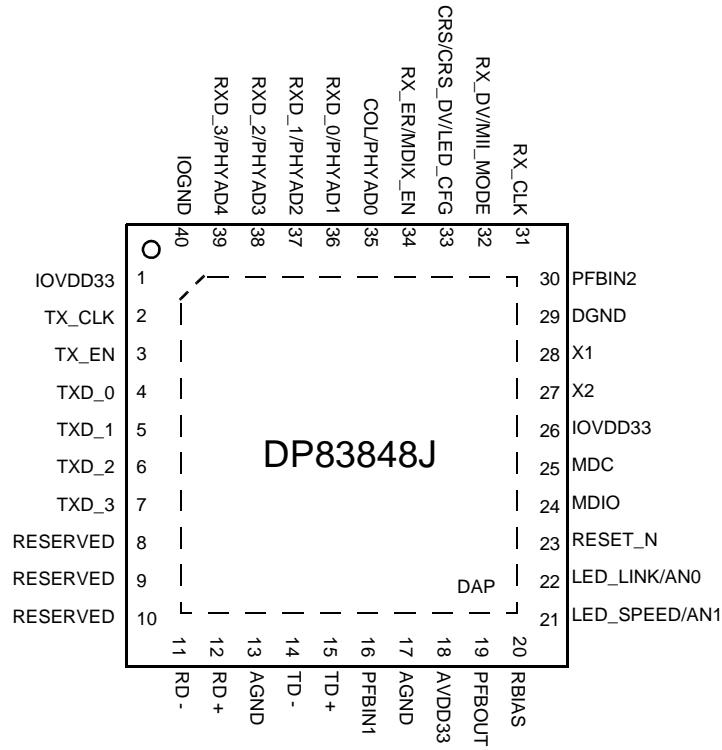 IOGND
RXD_3/PHYAD4
RXD_2/PHYAD3
RXD_1/PHYAD2
RXD_0/PHYAD1
COL/PHYAD0
RX_ER/MDIX_EN
CRS/CRS_DV/LED_CFG
RX_DV/MII_MODE
RX_CLK
40
39
38
37
36
35
34
33
32
31
IOVDD33 1
TX_CLK 2
TX_EN 3
TXD_0 4
TXD_1 5
TXD_2 6
TXD_3 7
RESERVED 8
RESERVED 9
RESERVED 10
DP83848J
DAP
30 PFBIN2
29 DGND
28 X1
27 X2
26 IOVDD33
25 MDC
24 MDIO
23 RESET_N
22 LED_LINK/AN0
21 LED_SPEED/AN1
11 RD -
12 RD +
13 AGND
14 TD -
15 TD +
16 PFBIN1
17 AGND
18 AVDD33
19 PFBOUT
20 RBIAS